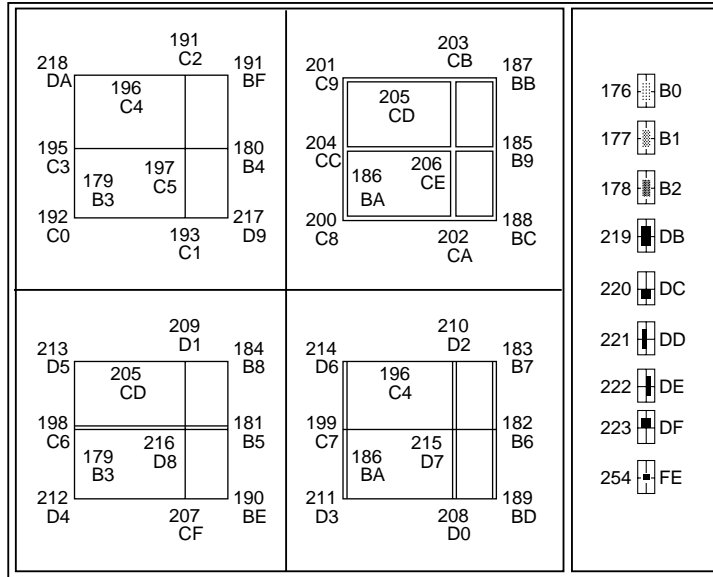 191
C2
218
DA
191
BF
196
C4
195
C3
180
B4
197
C5
179
B3
192
C0
217
D9
193
C1
203
CB
201
C9
187
BB
205
CD
204
CC
185
B9
206
CE
186
BA
200
C8
188
BC
202
CA
209
D1
213
D5
184
B8
205
CD
198
C6
181
B5
216
D8
179
B3
212
D4
190
BE
207
CF
210
D2
214
D6
183
B7
196
C4
199
C7
182
B6
215
D7
186
BA
211
D3
189
BD
208
D0
176 B0
177 B1
178 B2
219 DB
220 DC
221 DD
222 DE
223 DF
254 FE